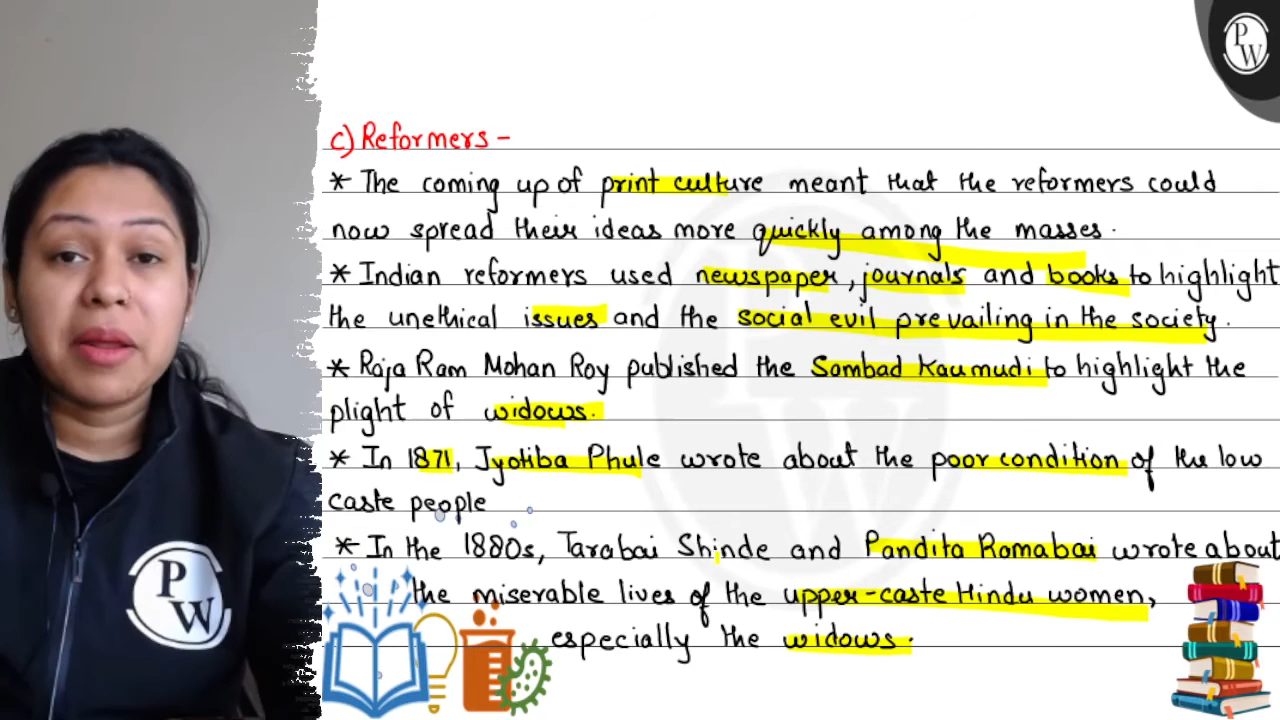 PW
c) Reformers -
* The coming up of print culture meant that the reformers could
now spread their ideas more quickly among the masses.
* Indian reformers used newspaper, journals and books to highlight
the unethical issues and the social evil prevailing in the society.
* Raja Ram Mohan Roy published the Sambad Kaumudi to highlight the
plight of widows.
* In 1871, Jyotiba Phule wrote about the poor condition of the low
caste people
* In the 1880s, Tarabai Shinde and Pandita Ramabai wrote about
the miserable lives of the upper-caste Hindu women,
especially the widows.
PW